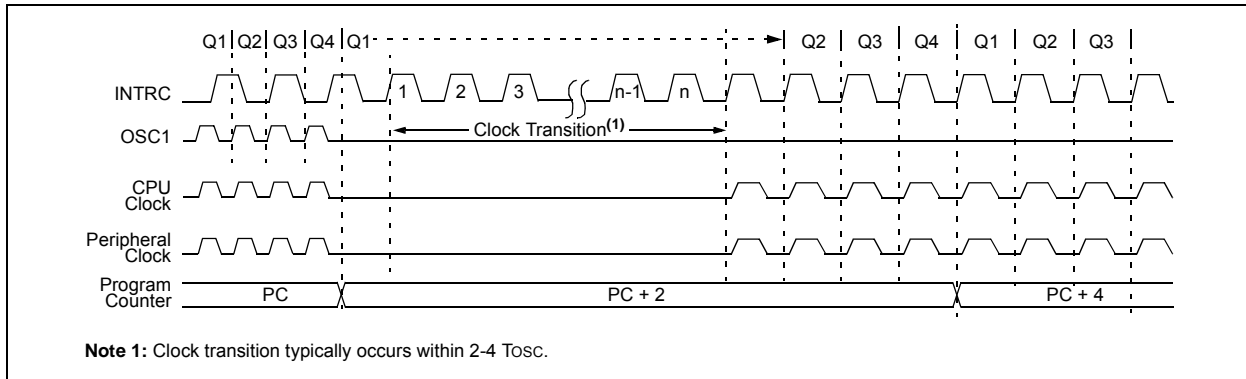 Q1 Q2 Q3 Q4 Q1 Q2 Q3 Q4 Q1 Q2 Q3
INTRC 1 2 3 n-1 n
OSC1 Clock Transition(1)
CPU
Clock
Peripheral
Clock
Program
Counter PC PC + 2 PC + 4
Note 1: Clock transition typically occurs within 2-4 TOSC.